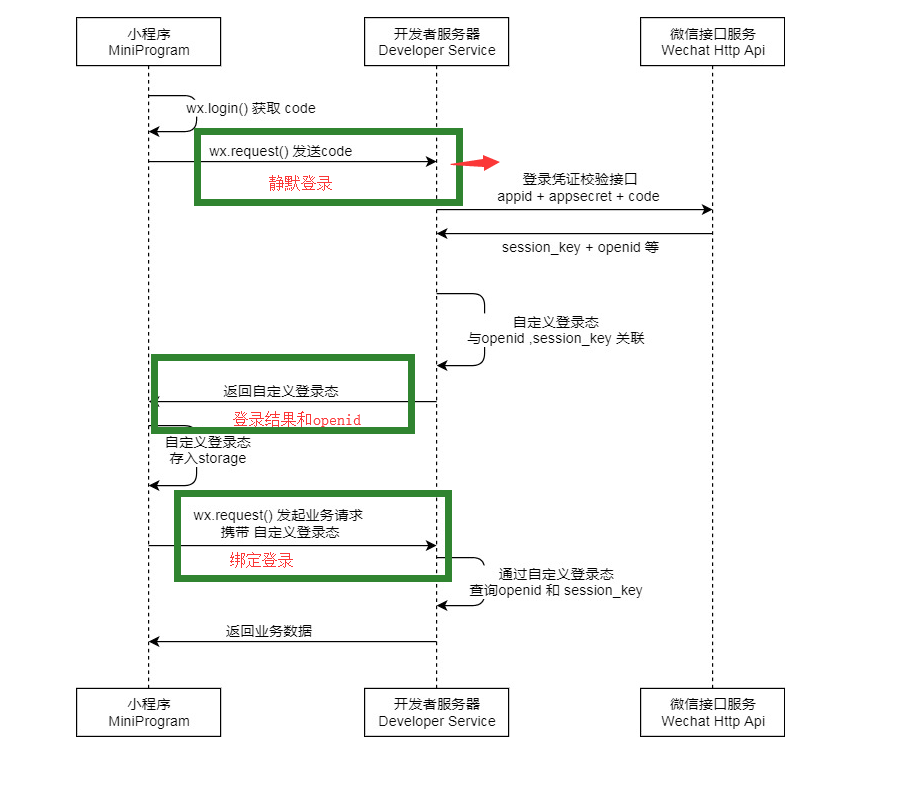 小程序
MiniProgram
开发者服务器
Developer Service
微信接口服务
Wechat Http Api
wx.login() 获取 code
wx.request() 发送code
静默登录
登录凭证校验接口
appid + appsecret + code
session_key + openid 等
自定义登录态
与openid ,session_key 关联
返回自定义登录态
登录结果和openid
自定义登录态
存入storage
wx.request() 发起业务请求
携带 自定义登录态
绑定登录
通过自定义登录态
查询openid 和 session_key
返回业务数据
小程序
MiniProgram
开发者服务器
Developer Service
微信接口服务
Wechat Http Api